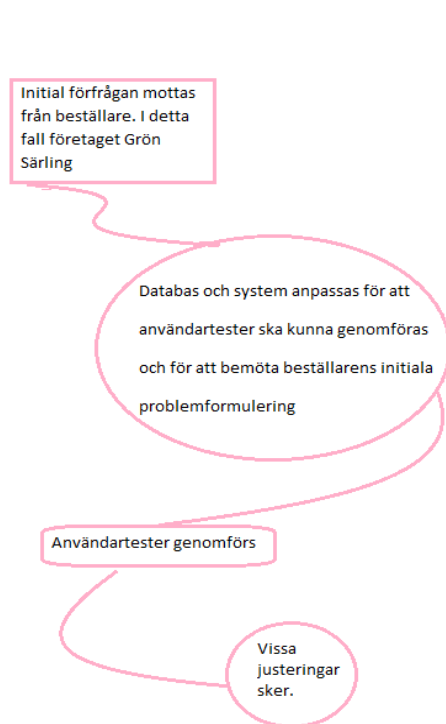 Initial förfrågan mottas
från beställare. I detta
fall företaget Grön
Särling
Databas och system anpassas för att
användartester ska kunna genomföras
och för att bemöta beställarens initiala
problemformulering
Användartester genomförs
Vissa
justeringar
sker.